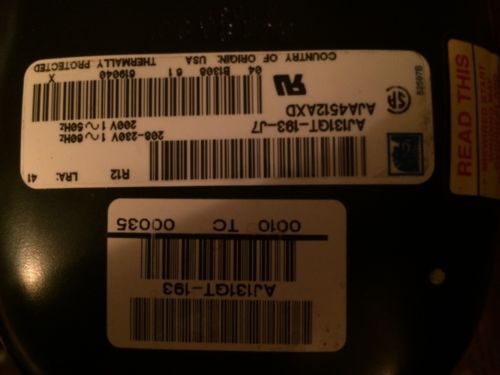 0010 TC 00035
AJ131GT-193
R12 LRA: 41
AJ131GT-193-J7
208-230V 1~60Hz
200V 1~50Hz
AJA4512AXD
04 B1308 61
619040 X
COUNTRY OF ORIGIN: USA THERMALLY PROTECTED
READ THIS